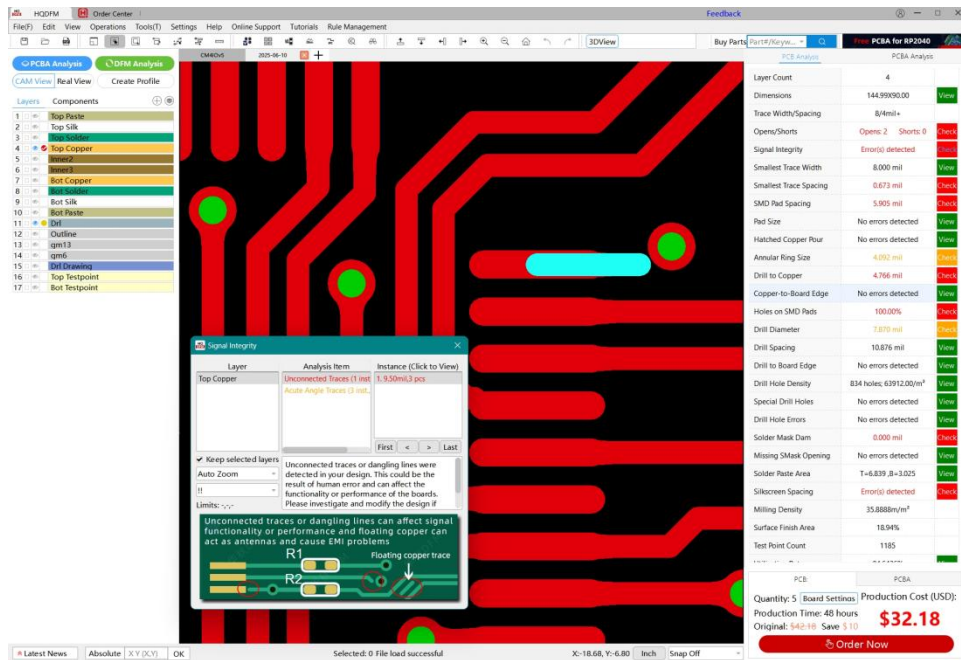 HQDFM Order Center Feedback
File(F) Edit View Operations Tools(T) Settings Help Online Support Tutorials Rule Management
3DView Buy Parts Part#/Keyw... Free PCBA for RP2040
PCBA Analysis DFM Analysis
CAM View Real View Create Profile
Layers Components
1 Top Paste
2 Top Silk
3 Top Solder
4 Top Copper
5 Inner2
6 Inner3
7 Bot Copper
8 Bot Solder
9 Bot Silk
10 Bot Paste
11 Drl
12 Outline
13 gm13
14 gm6
15 Drl Drawing
16 Top Testpoint
17 Bot Testpoint
CM4IOv5 2025-06-10
Signal Integrity
Layer Analysis Item Instance (Click to View)
Top Copper Unconnected Traces (1 inst 1. 9.50mil,3 pcs
Acute Angle Traces (3 inst..
First < > Last
Keep selected layers
Auto Zoom
!!
Limits: -,-,-
Unconnected traces or dangling lines were
detected in your design. This could be the
result of human error and can affect the
functionality or performance of the boards.
Please investigate and modify the design if
Unconnected traces or dangling lines can affect signal
functionality or performance and floating copper can
act as antennas and cause EMI problems
R1
Floating copper trace
R2
PCB Analysis PCBA Analysis
Layer Count 4
Dimensions 144.99X90.00 View
Trace Width/Spacing 8/4mil+
Opens/Shorts Opens: 2 Shorts: 0 Check
Signal Integrity Error(s) detected Check
Smallest Trace Width 8.000 mil View
Smallest Trace Spacing 0.673 mil Check
SMD Pad Spacing 5.905 mil Check
Pad Size No errors detected View
Hatched Copper Pour No errors detected View
Annular Ring Size 4.092 mil Check
Drill to Copper 4.766 mil Check
Copper-to-Board Edge No errors detected View
Holes on SMD Pads 100.00% Check
Drill Diameter 7.870 mil Check
Drill Spacing 10.876 mil View
Drill to Board Edge No errors detected View
Drill Hole Density 834 holes; 63912.00/m² View
Special Drill Holes No errors detected View
Drill Hole Errors No errors detected View
Solder Mask Dam 0.000 mil Check
Missing SMask Opening No errors detected View
Solder Paste Area T=6.839 ,B=3.025 View
Silkscreen Spacing Error(s) detected Check
Milling Density 35.8888m/m²
Surface Finish Area 18.94%
Test Point Count 1185
PCB PCBA
Quantity: 5 Board Settings Production Cost (USD):
Production Time: 48 hours
Original: $42.18 Save $10 $32.18
Order Now
Latest News Absolute X Y (X,Y) OK Selected: 0 File load successful X:-18.68, Y:-6.80 Inch Snap Off